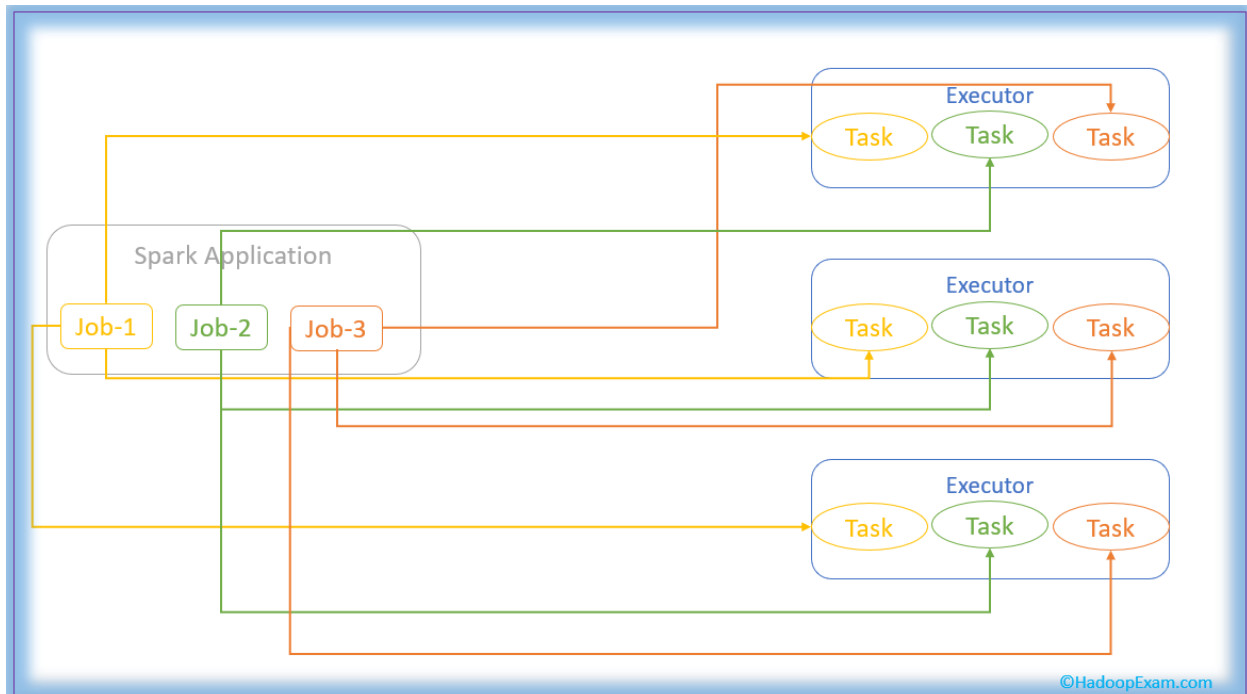 Executor
Task Task Task
Spark Application
Job-1 Job-2 Job-3
Executor
Task Task Task
Executor
Task Task Task
©HadoopExam.com